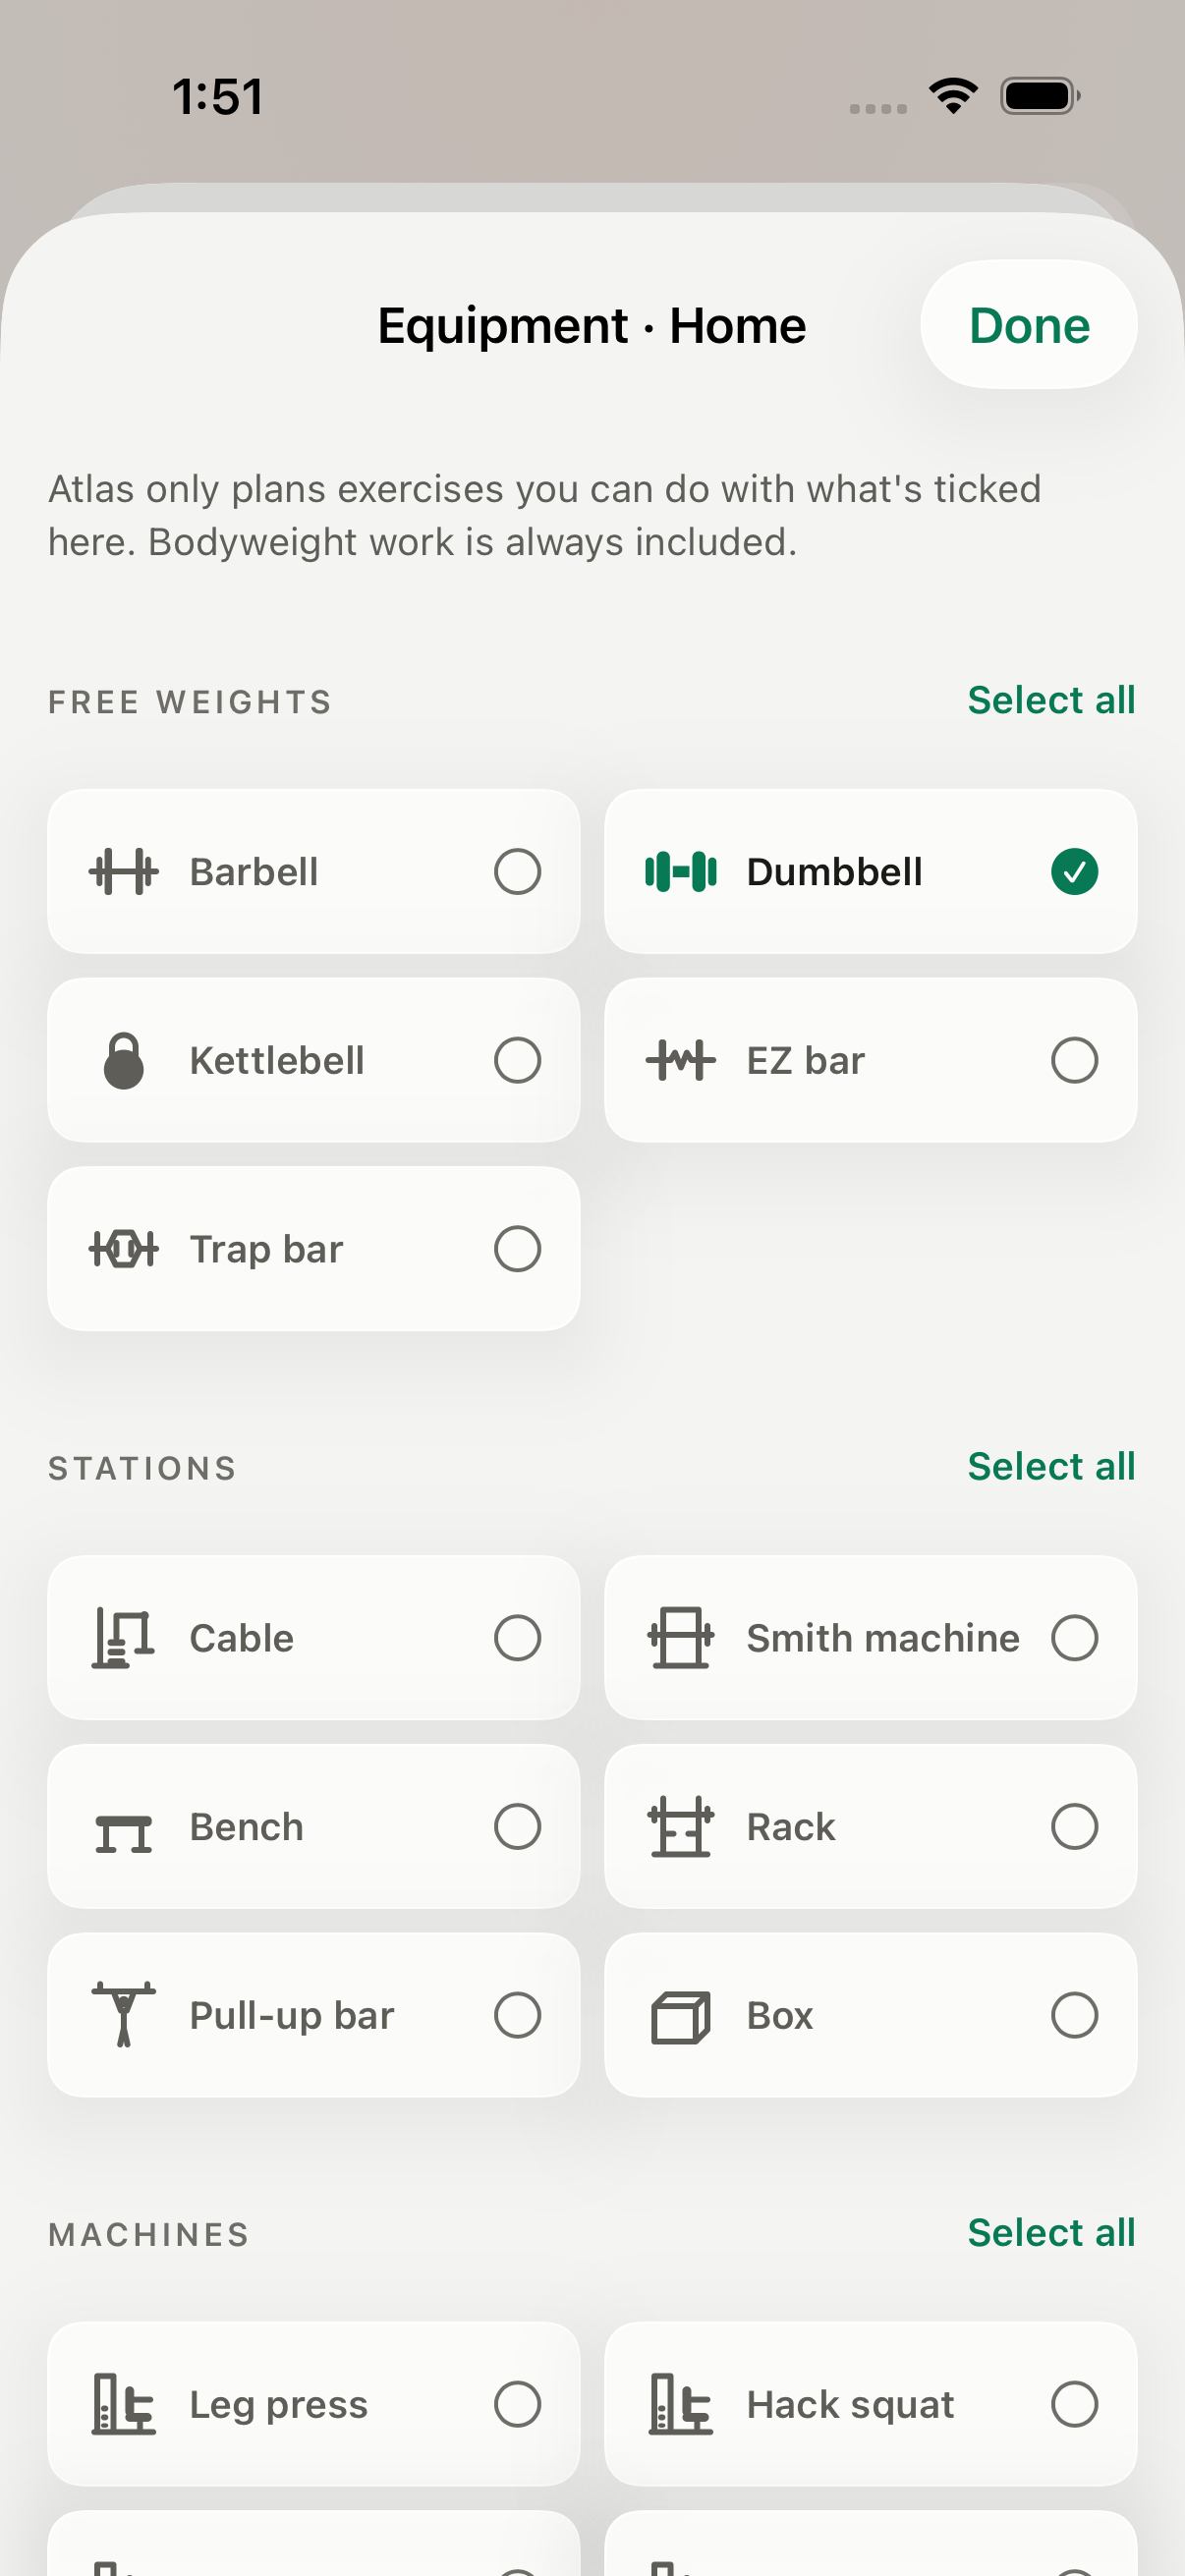 1:51
Equipment · Home
Done
Atlas only plans exercises you can do with what's ticked
here. Bodyweight work is always included.
FREE WEIGHTS
Select all
Barbell
Dumbbell
Kettlebell
EZ bar
Trap bar
STATIONS
Select all
Cable
Smith machine
Bench
Rack
Pull-up bar
Box
MACHINES
Select all
Leg press
Hack squat